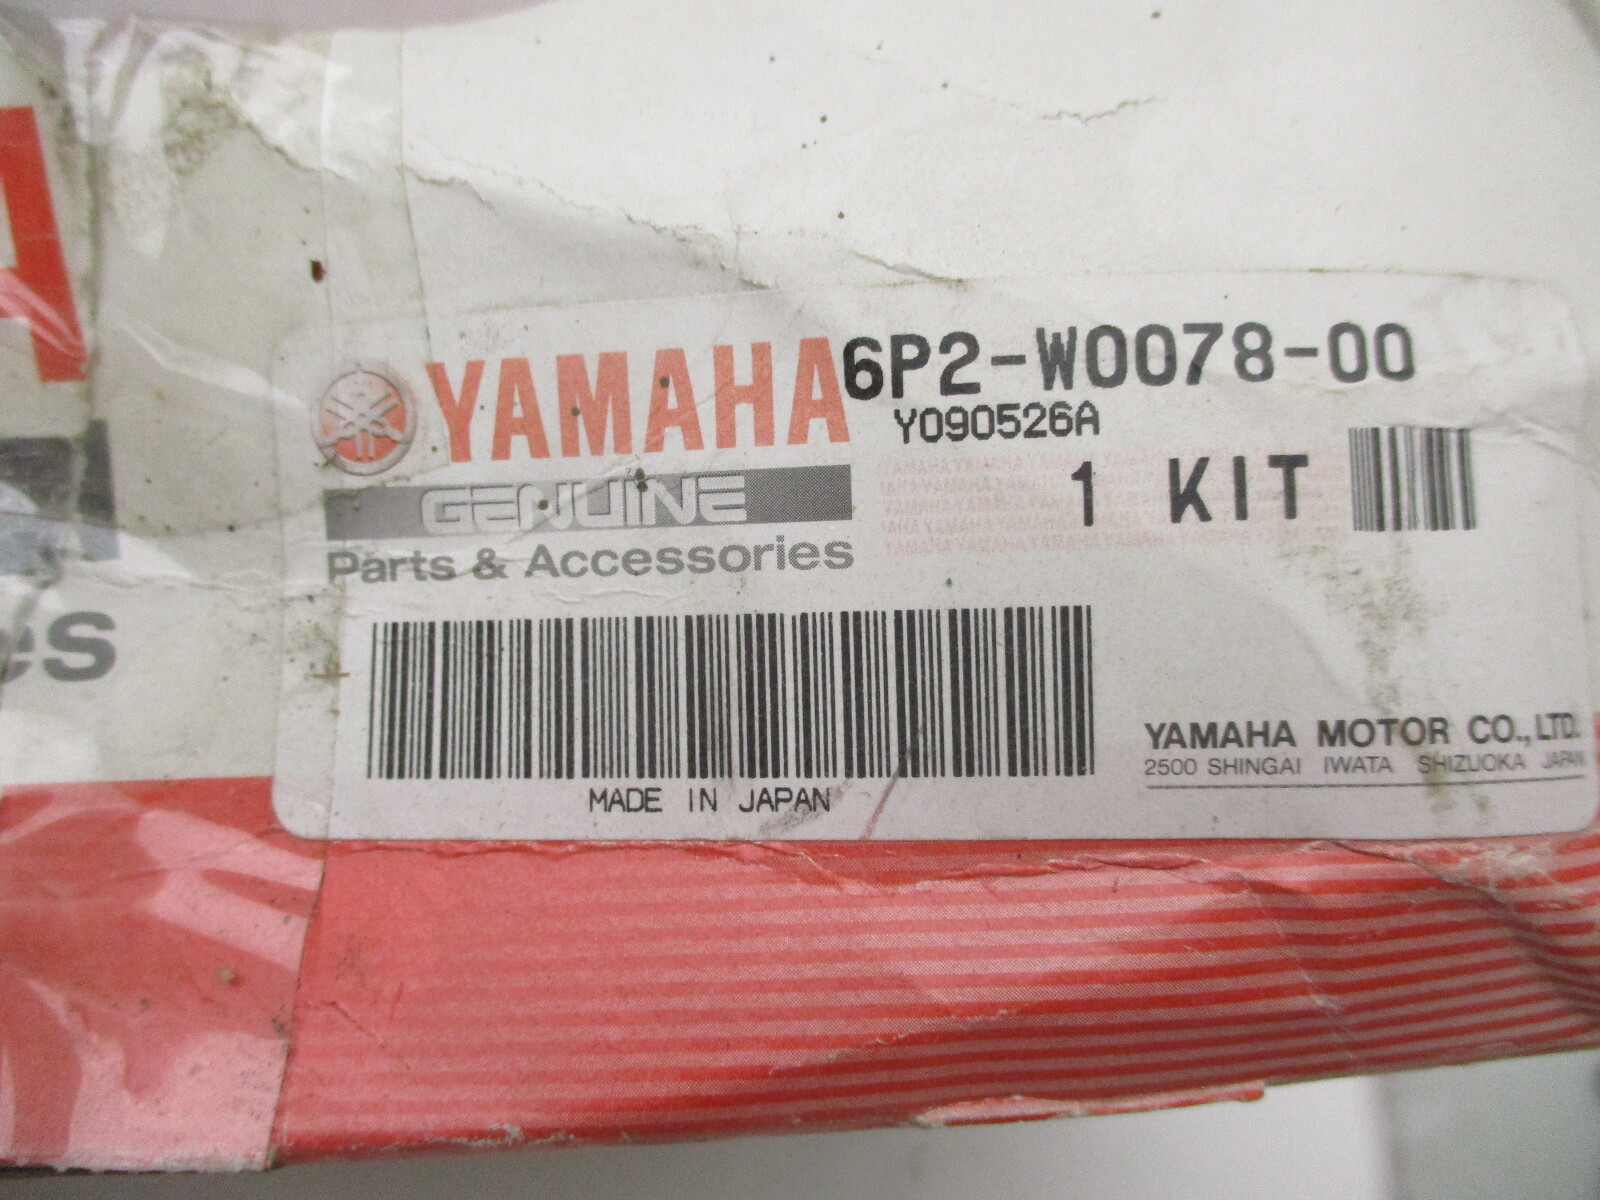 YAMAHA 6P2-W0078-00
Y090526A
GENUINE 1 KIT
Parts & Accessories
MADE IN JAPAN
YAMAHA MOTOR CO., LTD.
2500 SHINGAI IWATA SHIZUOKA JAPAN
A
es